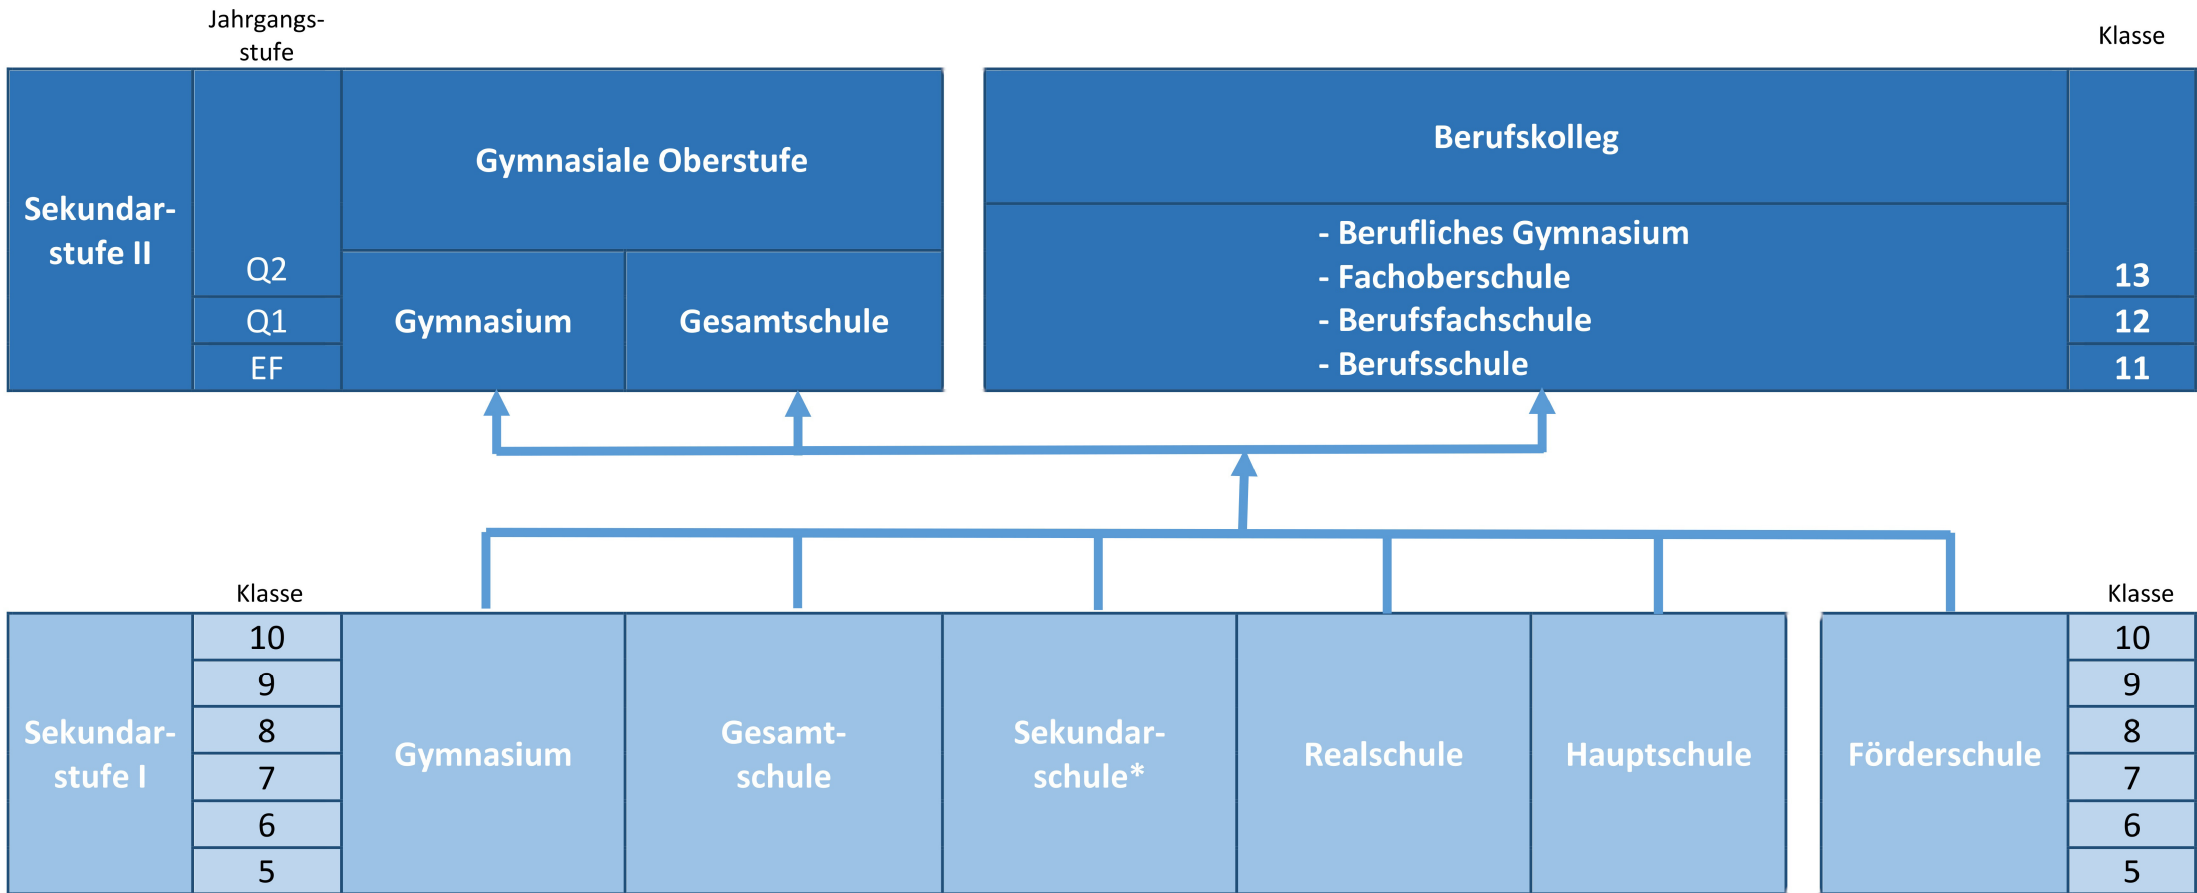 Jahrgangs-
stufe
Klasse
Sekundar-
stufe II
Q2
Q1
EF
Gymnasiale Oberstufe
Gymnasium
Gesamtschule
Berufskolleg
- Berufliches Gymnasium
- Fachoberschule
- Berufsfachschule
- Berufsschule
13
12
11
Klasse
Klasse
Sekundar-
stufe I
10
9
8
7
6
5
Gymnasium
Gesamt-
schule
Sekundar-
schule*
Realschule
Hauptschule
Förderschule
10
9
8
7
6
5